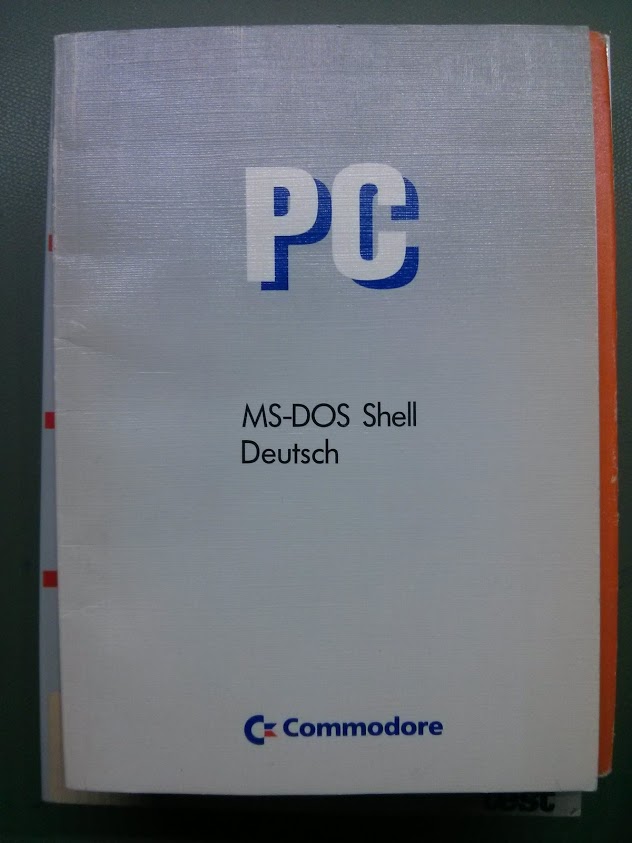 PC
MS-DOS Shell
Deutsch
Commodore